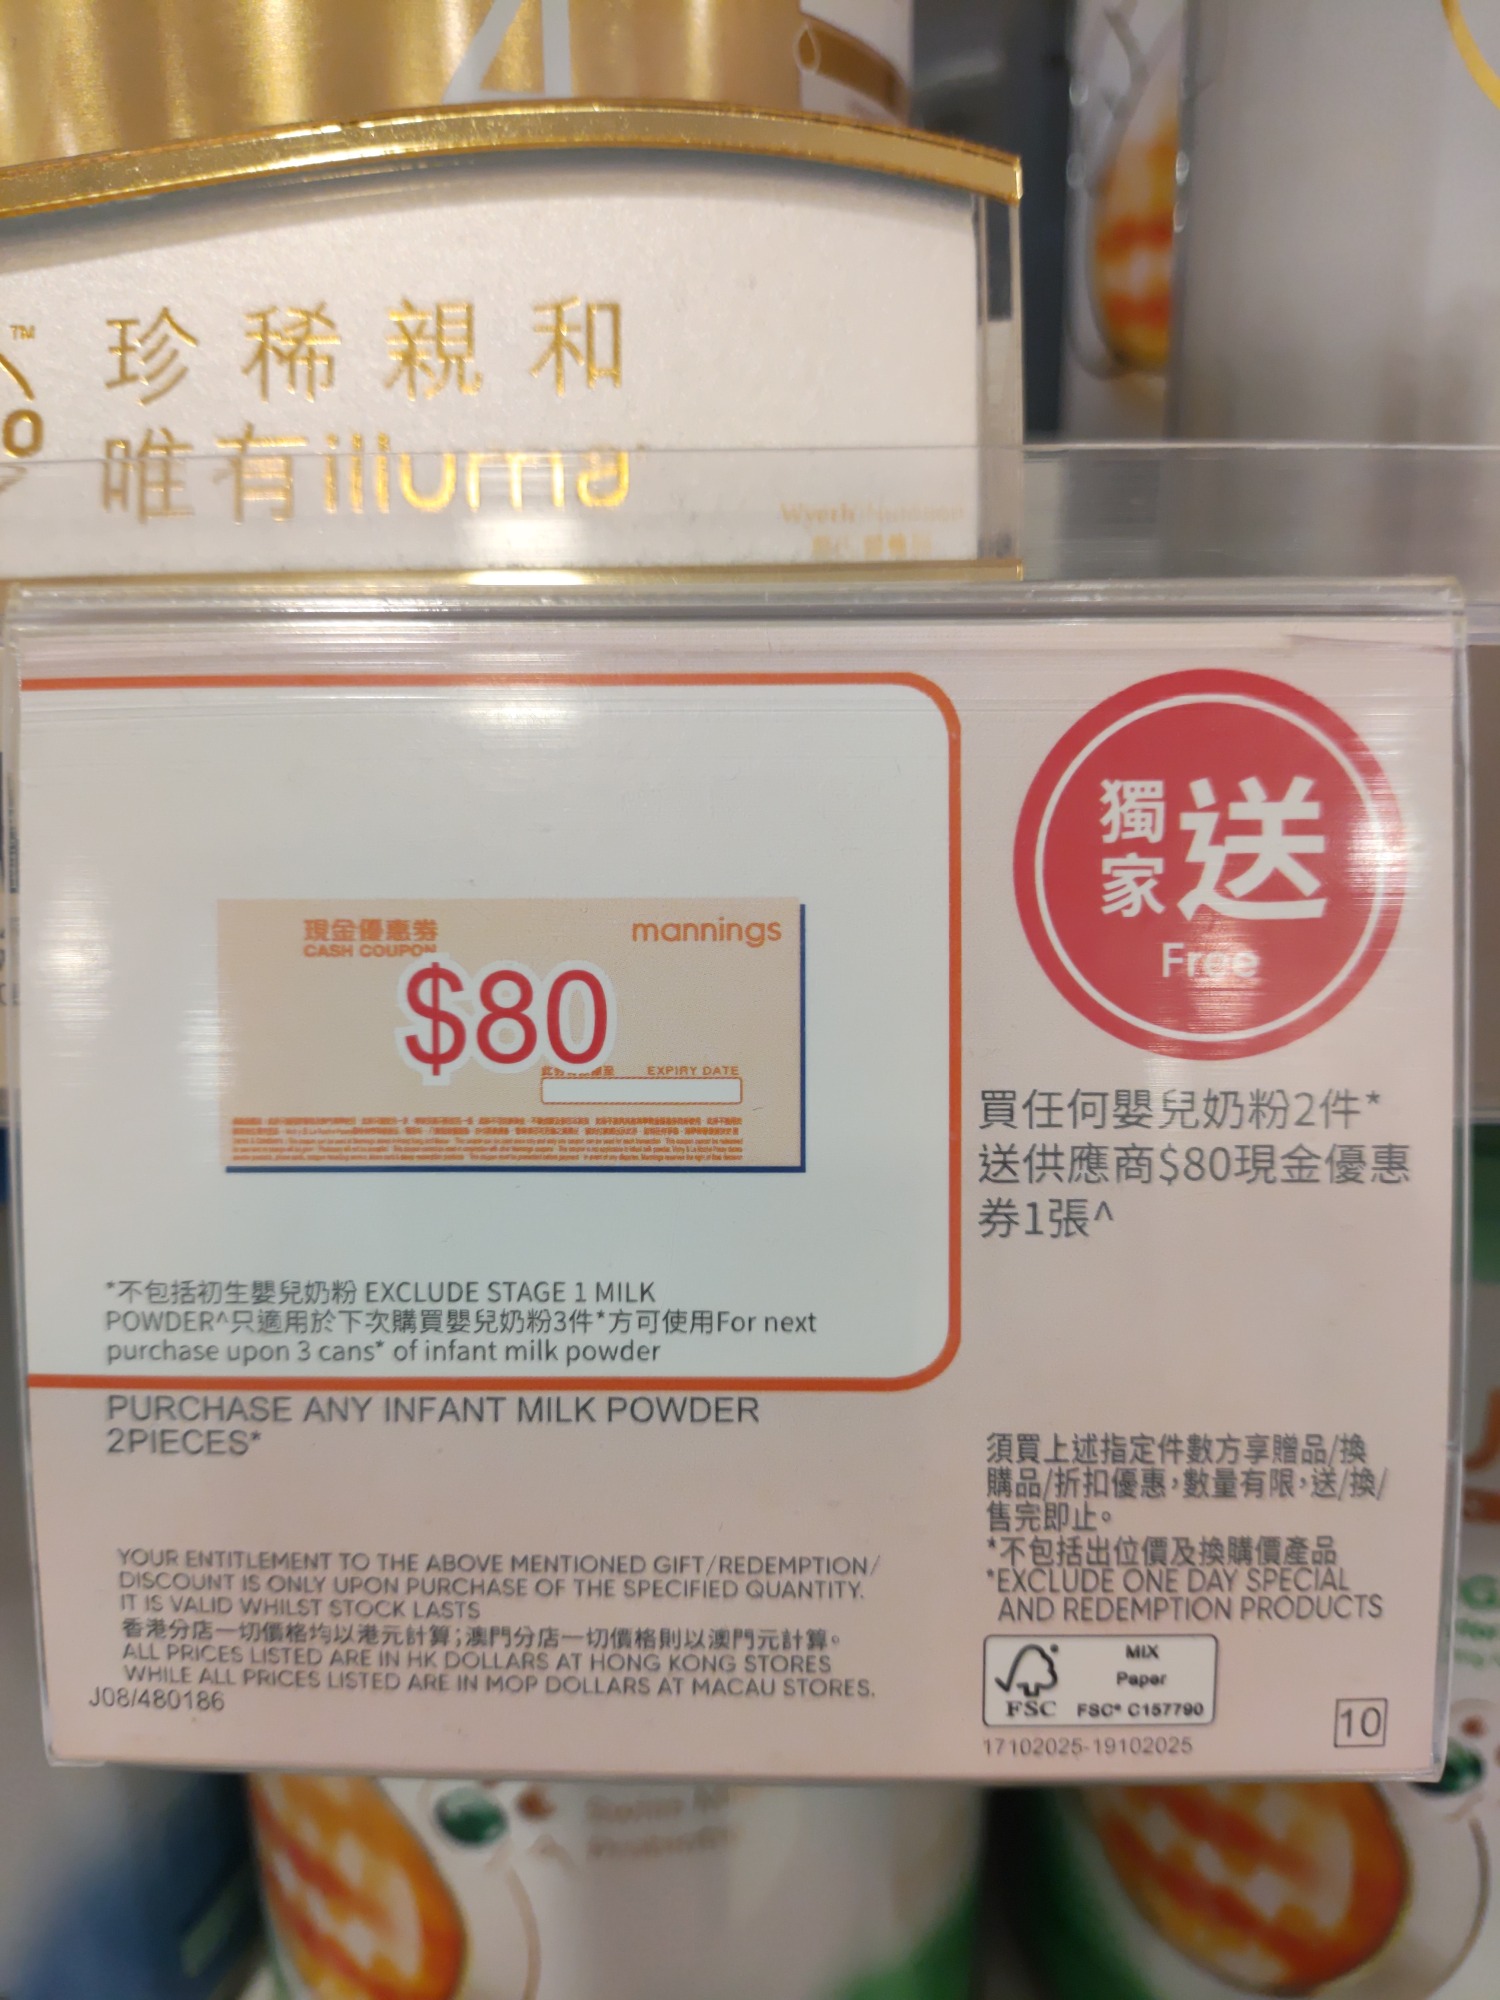 TM
珍稀親和
唯有illuma
獨家送
Free
現金優惠券
mannings
CASH COUPON
$80
EXPIRY DATE
買任何嬰兒奶粉2件*
送供應商$80現金優惠
券1張^
*不包括初生嬰兒奶粉 EXCLUDE STAGE 1 MILK
POWDER^只適用於下次購買嬰兒奶粉3件*方可使用For next
purchase upon 3 cans* of infant milk powder
PURCHASE ANY INFANT MILK POWDER
2PIECES*
須買上述指定件數方享贈品/換
購品/折扣優惠，數量有限，送/換/
售完即止。
*不包括出位價及換購價產品
*EXCLUDE ONE DAY SPECIAL
AND REDEMPTION PRODUCTS
YOUR ENTITLEMENT TO THE ABOVE MENTIONED GIFT/REDEMPTION/
DISCOUNT IS ONLY UPON PURCHASE OF THE SPECIFIED QUANTITY.
IT IS VALID WHILST STOCK LASTS
香港分店一切價格均以港元計算；澳門分店一切價格則以澳門元計算。
ALL PRICES LISTED ARE IN HK DOLLARS AT HONG KONG STORES
WHILE ALL PRICES LISTED ARE IN MOP DOLLARS AT MACAU STORES.
J08/480186
MIX
Paper
FSC FSC® C157790
17102025-19102025
10